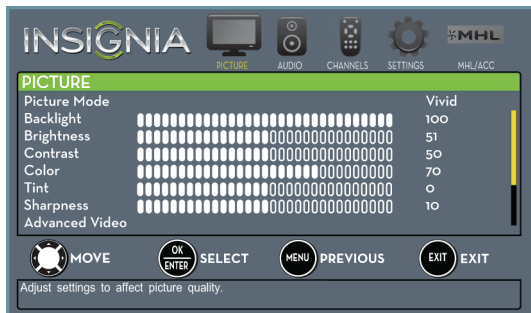 INSIGNIA
PICTURE AUDIO CHANNELS SETTINGS MHL MHL/ACC
PICTURE
Picture Mode Vivid
Backlight 100
Brightness 51
Contrast 50
Color 70
Tint 0
Sharpness 10
Advanced Video
MOVE OK ENTER SELECT MENU PREVIOUS EXIT EXIT
Adjust settings to affect picture quality.